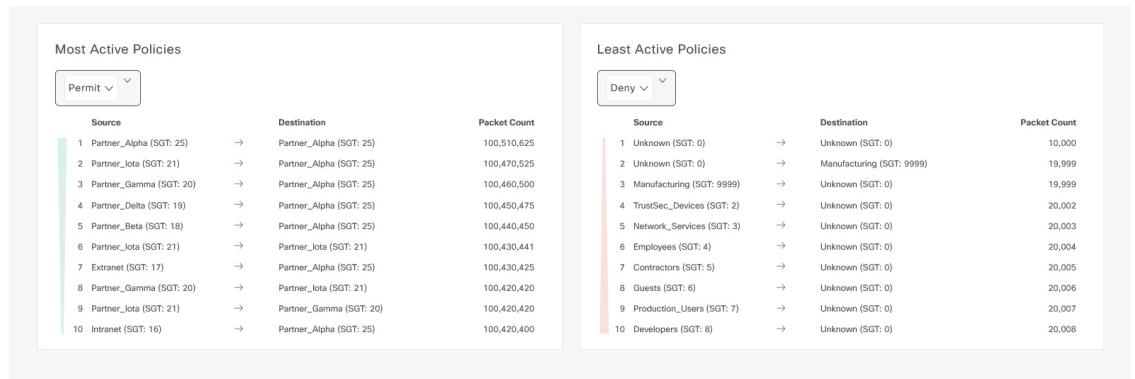 Most Active Policies
Permit
Source Destination Packet Count
1 Partner_Alpha (SGT: 25) → Partner_Alpha (SGT: 25) 100,510,625
2 Partner_Iota (SGT: 21) → Partner_Alpha (SGT: 25) 100,470,525
3 Partner_Gamma (SGT: 20) → Partner_Alpha (SGT: 25) 100,460,500
4 Partner_Delta (SGT: 19) → Partner_Alpha (SGT: 25) 100,450,475
5 Partner_Beta (SGT: 18) → Partner_Alpha (SGT: 25) 100,440,450
6 Partner_Iota (SGT: 21) → Partner_Iota (SGT: 21) 100,430,441
7 Extranet (SGT: 17) → Partner_Alpha (SGT: 25) 100,430,425
8 Partner_Gamma (SGT: 20) → Partner_Iota (SGT: 21) 100,420,420
9 Partner_Iota (SGT: 21) → Partner_Gamma (SGT: 20) 100,420,420
10 Intranet (SGT: 16) → Partner_Alpha (SGT: 25) 100,420,400
Least Active Policies
Deny
Source Destination Packet Count
1 Unknown (SGT: 0) → Unknown (SGT: 0) 10,000
2 Unknown (SGT: 0) → Manufacturing (SGT: 9999) 19,999
3 Manufacturing (SGT: 9999) → Unknown (SGT: 0) 19,999
4 TrustSec_Devices (SGT: 2) → Unknown (SGT: 0) 20,002
5 Network_Services (SGT: 3) → Unknown (SGT: 0) 20,003
6 Employees (SGT: 4) → Unknown (SGT: 0) 20,004
7 Contractors (SGT: 5) → Unknown (SGT: 0) 20,005
8 Guests (SGT: 6) → Unknown (SGT: 0) 20,006
9 Production_Users (SGT: 7) → Unknown (SGT: 0) 20,007
10 Developers (SGT: 8) → Unknown (SGT: 0) 20,008